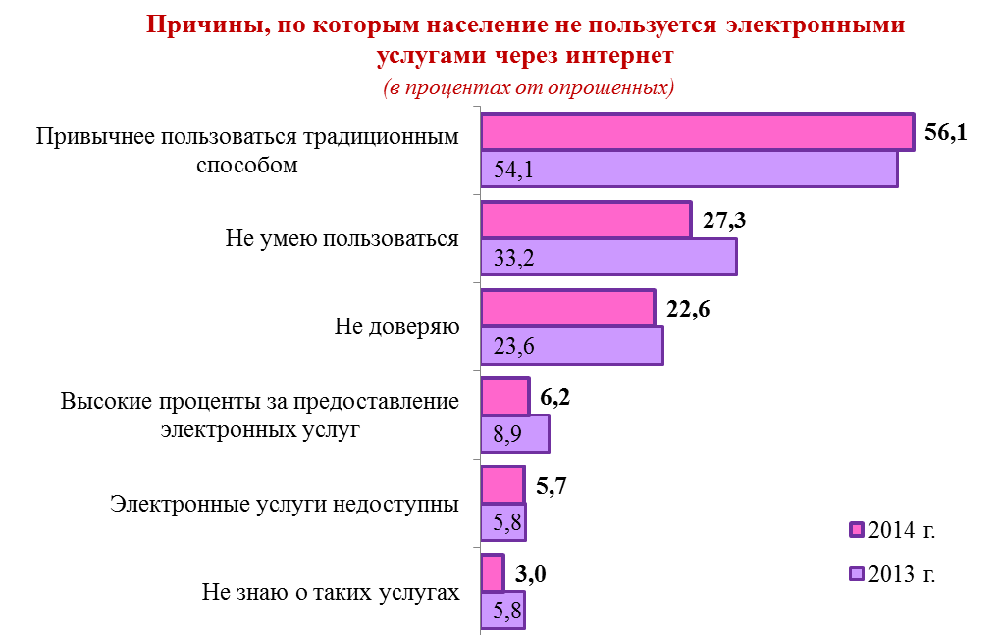 Причины, по которым население не пользуется электронными
услугами через интернет
(в процентах от опрошенных)
Привычнее пользоваться традиционным
способом
56,1
54,1
Не умею пользоваться
27,3
33,2
Не доверяю
22,6
23,6
Высокие проценты за предоставление
электронных услуг
6,2
8,9
Электронные услуги недоступны
5,7
5,8
Не знаю о таких услугах
3,0
5,8
2014 г.
2013 г.